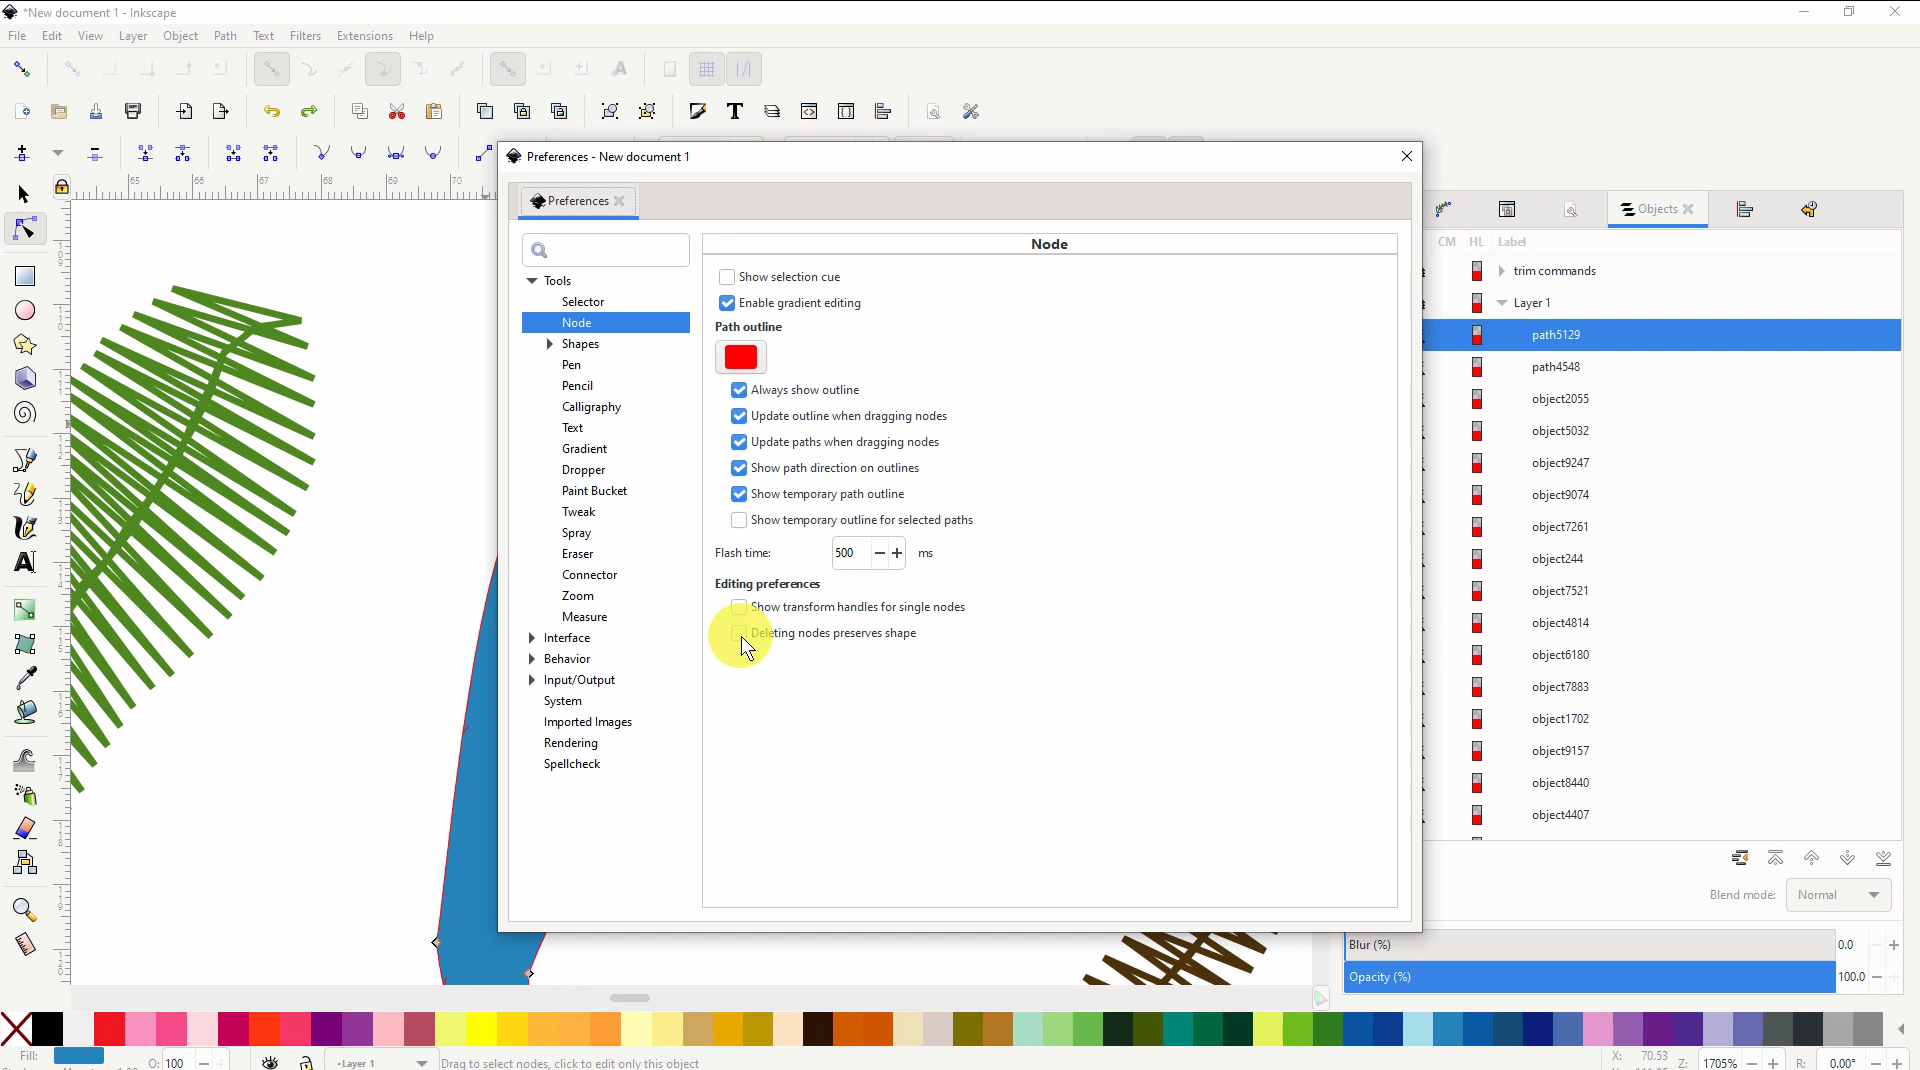 *New document 1 - Inkscape
File Edit View Layer Object Path Text Filters Extensions Help
Preferences - New document 1
65 66 67 68 69 70
Preferences
Objects
Node
CM HL Label
Tools
Selector
Node
Shapes
Pen
Pencil
Calligraphy
Text
Gradient
Dropper
Paint Bucket
Tweak
Spray
Eraser
Connector
Zoom
Measure
Interface
Behavior
Input/Output
System
Imported Images
Rendering
Spellcheck
Show selection cue
Enable gradient editing
Path outline
Always show outline
Update outline when dragging nodes
Update paths when dragging nodes
Show path direction on outlines
Show temporary path outline
Show temporary outline for selected paths
Flash time: 500 ms
Editing preferences
Show transform handles for single nodes
Deleting nodes preserves shape
trim commands
Layer 1
path5129
path4548
object2055
object5032
object9247
object9074
object7261
object244
object7521
object4814
object6180
object7883
object1702
object9157
object8440
object4407
Blend mode: Normal
Blur (%) 0.0
Opacity (%) 100.0
Fill: O: 100 -Layer 1 Drag to select nodes, click to edit only this object X: 70.53 Z: 1705% R: 0.00°